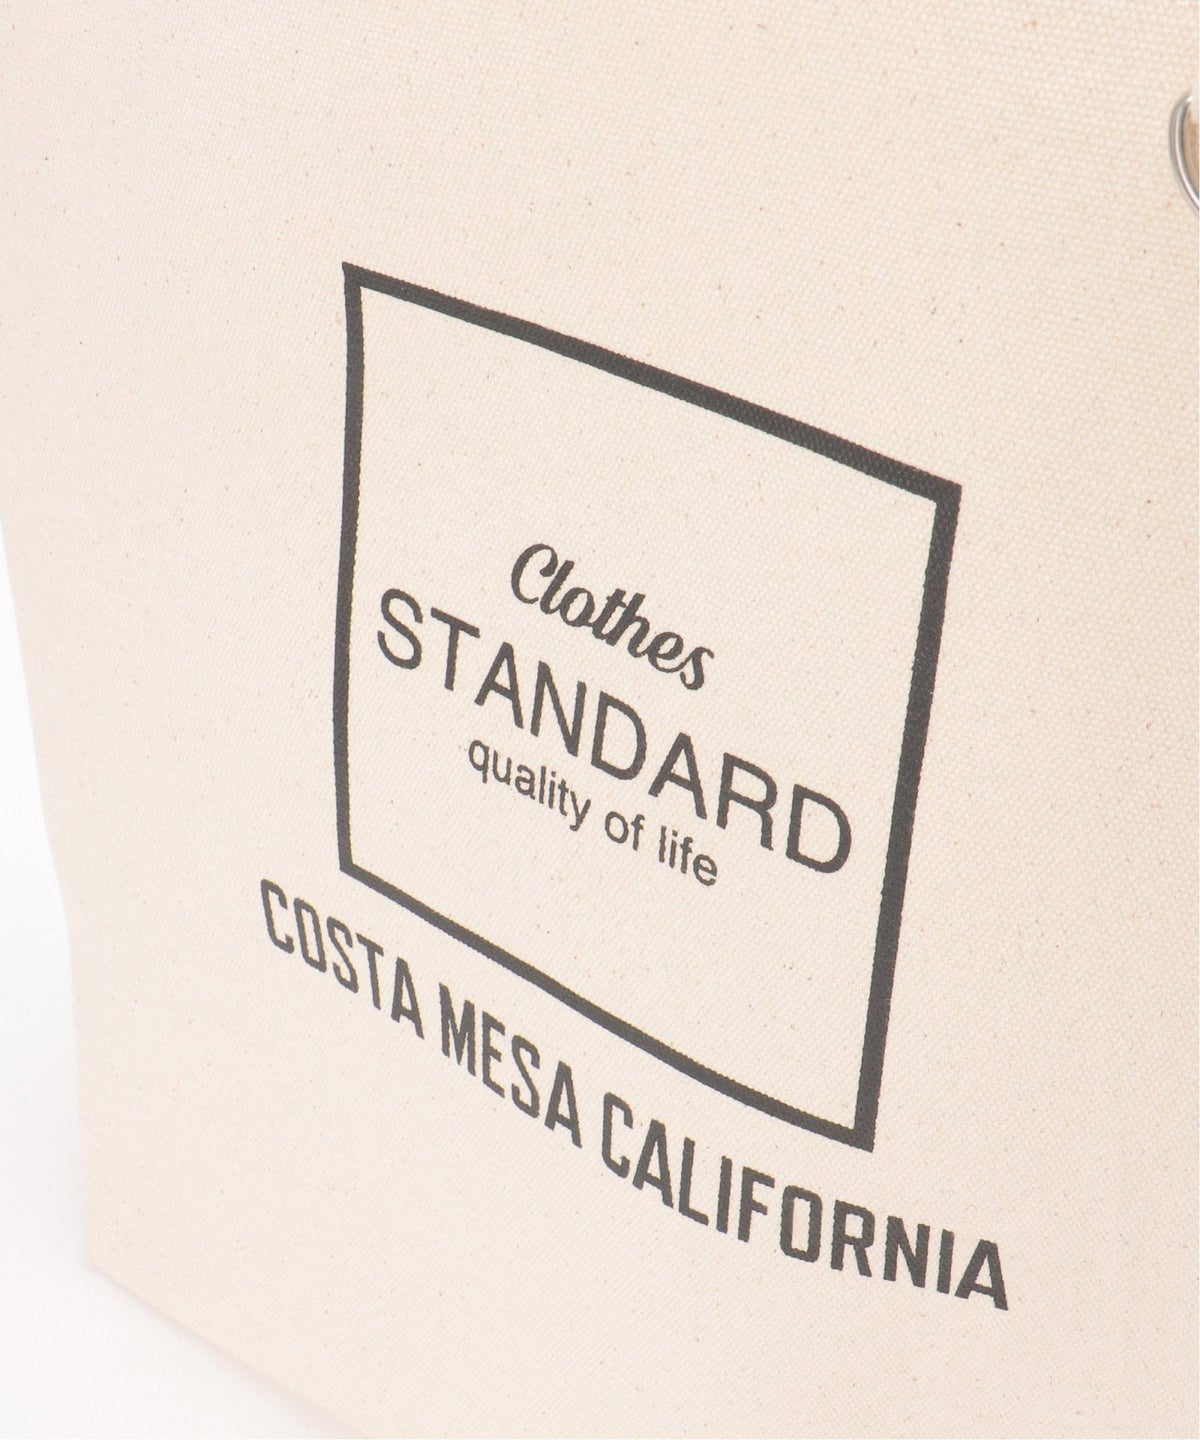 Clothes
STANDARD
quality of life
COSTA MESA CALIFORNIA